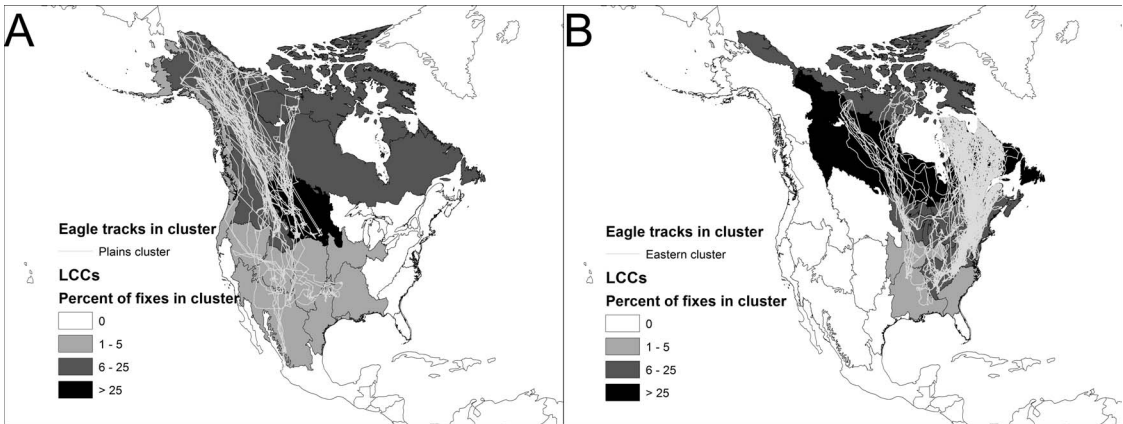 A
Eagle tracks in cluster
Plains cluster
LCCs
Percent of fixes in cluster
0
1 - 5
6 - 25
> 25
B
Eagle tracks in cluster
Eastern cluster
LCCs
Percent of fixes in cluster
0
1 - 5
6 - 25
> 25